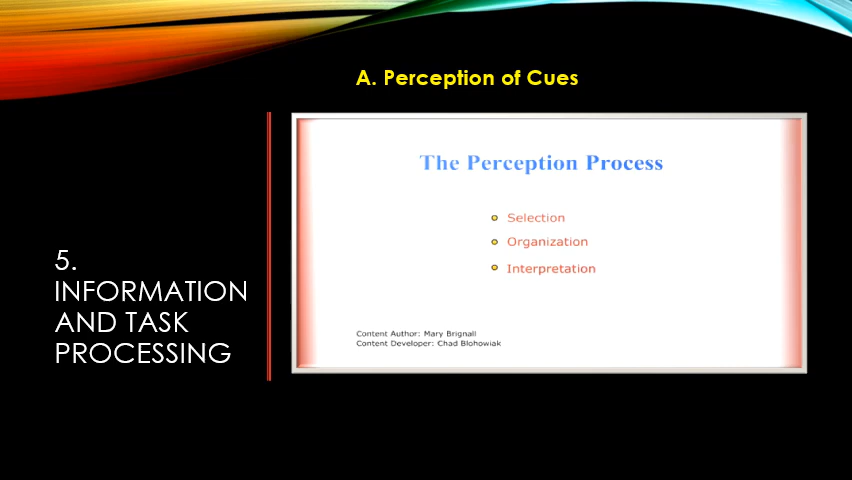 A. Perception of Cues
The Perception Process
Selection
Organization
Interpretation
Content Author: Mary Brignall
Content Developer: Chad Blohowiak
5.
INFORMATION
AND TASK
PROCESSING